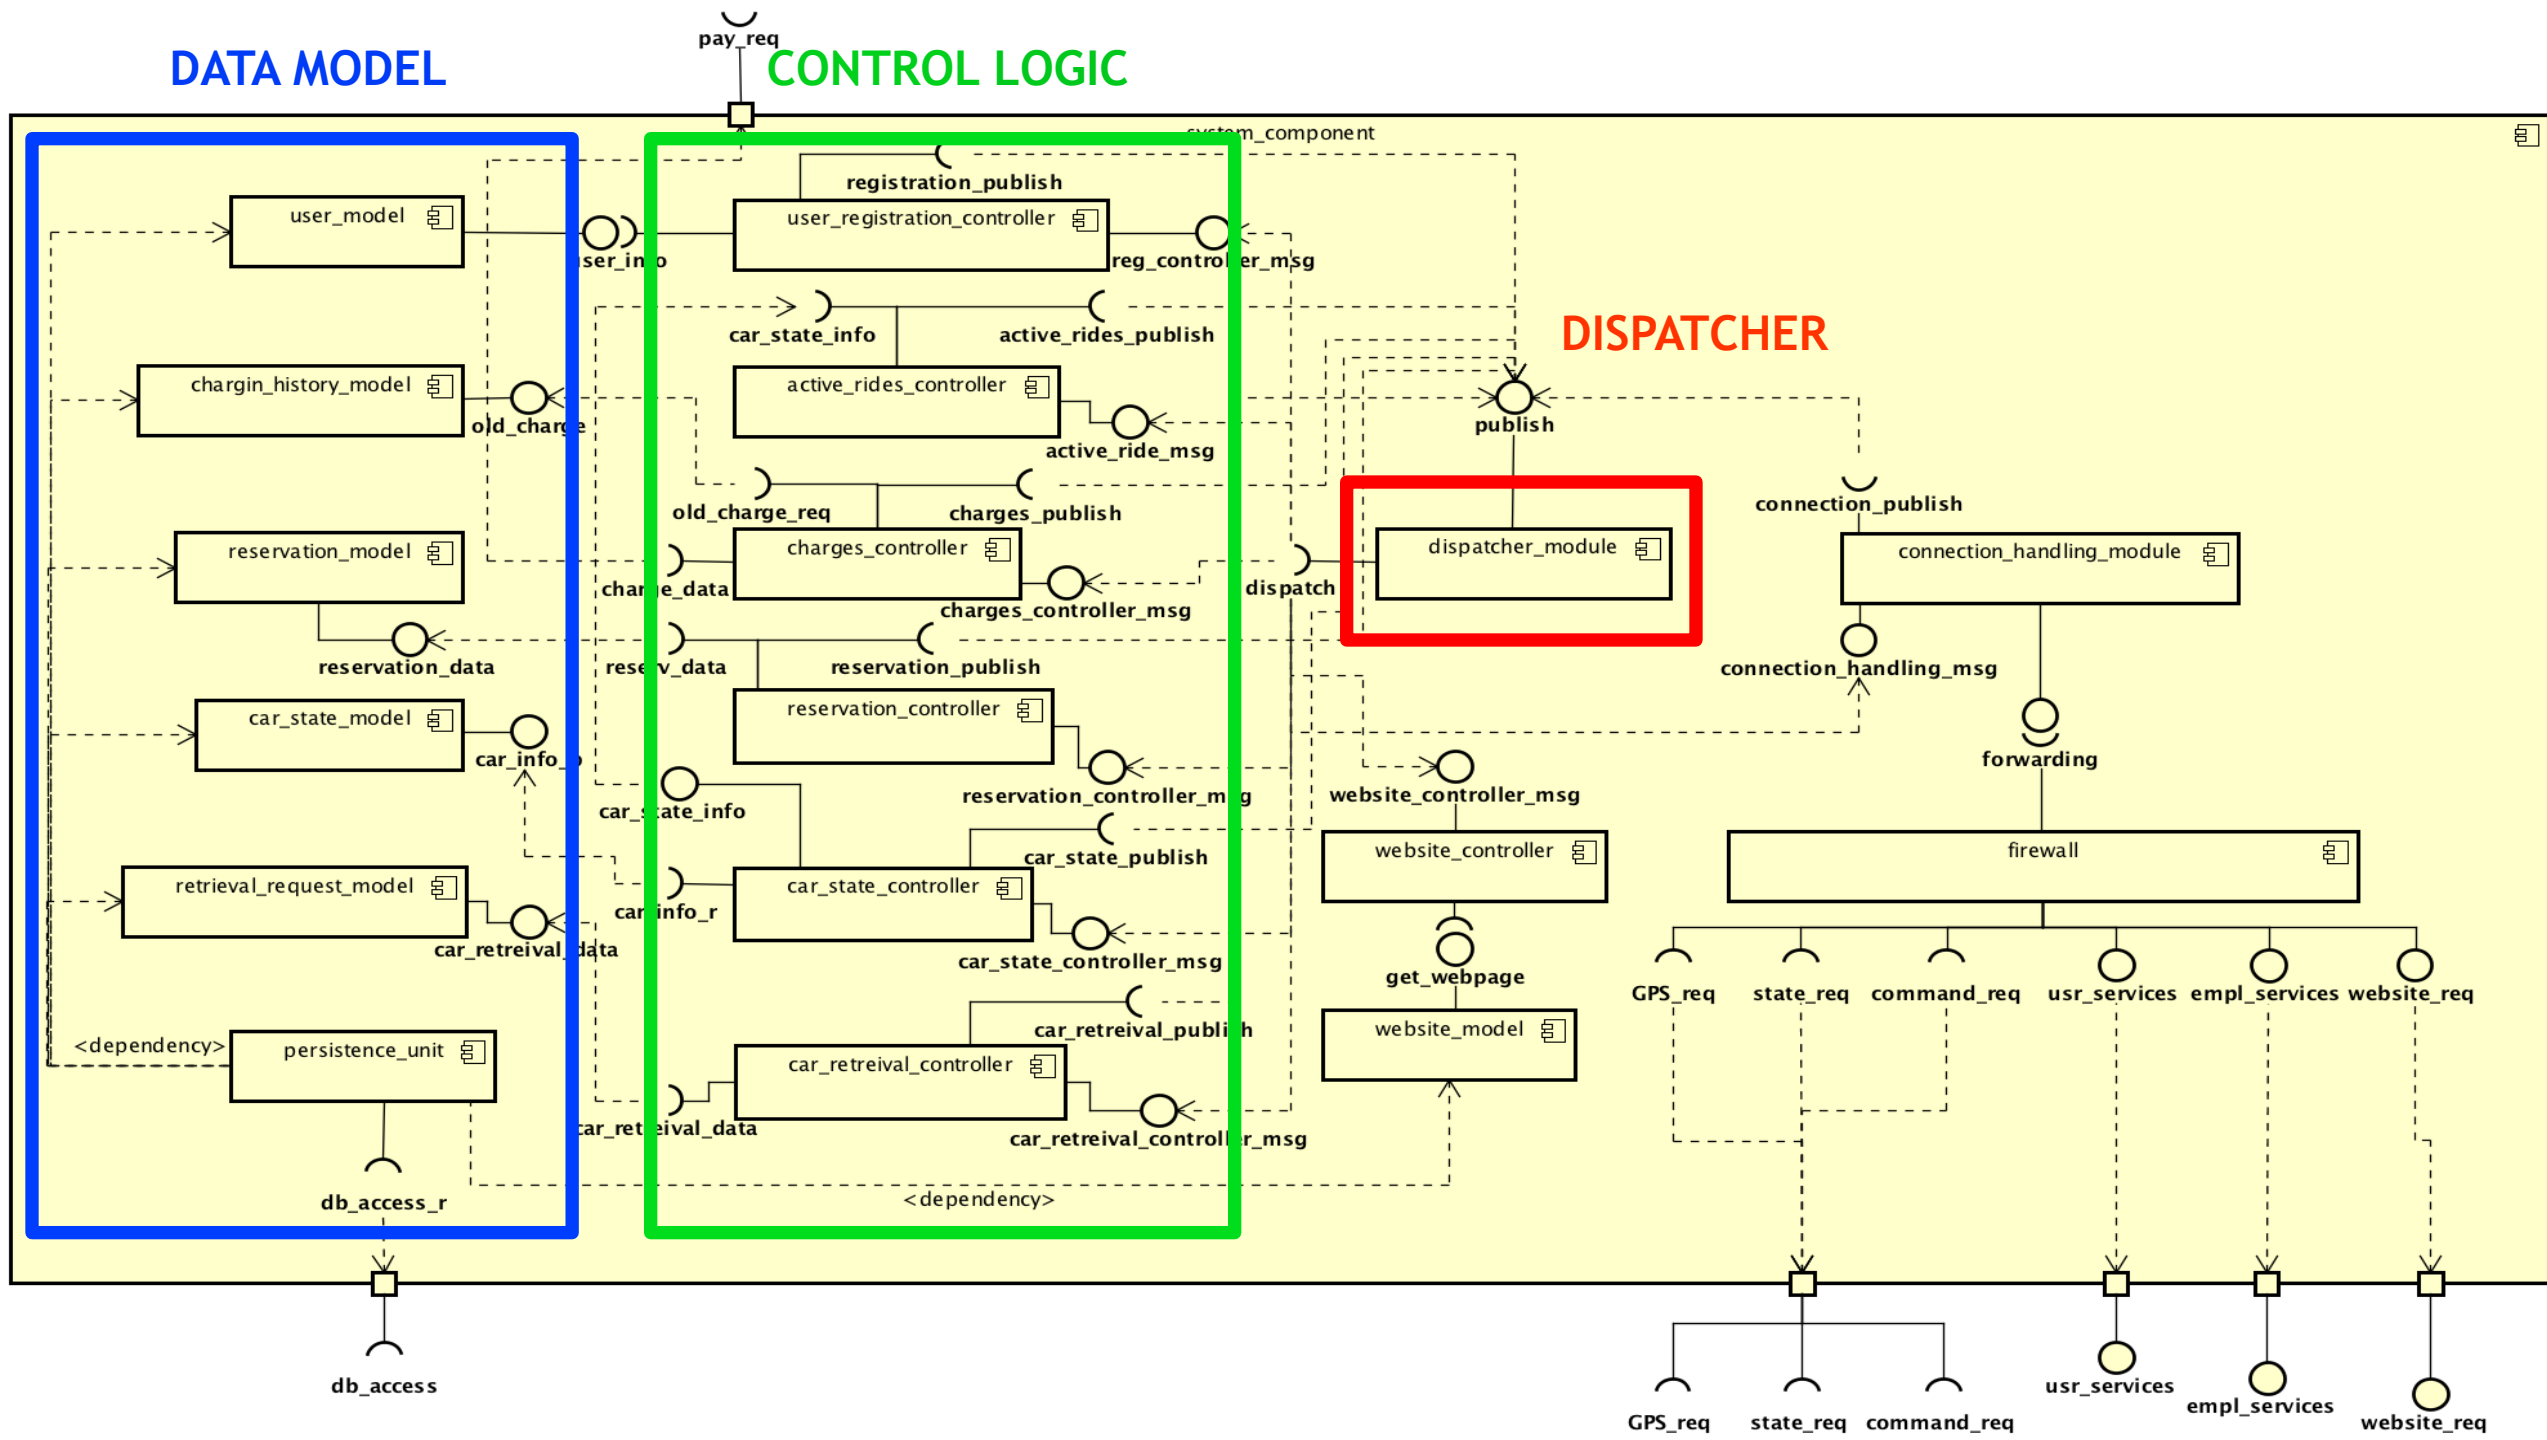 pay_req
DATA MODEL
CONTROL LOGIC
system_component
registration_publish
user_model
user_registration_controller
user_info
reg_controller_msg
car_state_info
active_rides_publish
DISPATCHER
chargin_history_model
active_rides_controller
old_charge
publish
active_ride_msg
old_charge_req
charges_publish
connection_publish
reservation_model
charges_controller
dispatcher_module
connection_handling_module
charge_data
charges_controller_msg
dispatch
reservation_data
reserv_data
reservation_publish
connection_handling_msg
car_state_model
reservation_controller
car_info_p
forwarding
reservation_controller_msg
website_controller_msg
car_state_info
car_state_publish
website_controller
firewall
retrieval_request_model
car_state_controller
car_info_r
car_retreival_data
car_state_controller_msg
get_webpage
GPS_req
state_req
command_req
usr_services
empl_services
website_req
car_retreival_publish
website_model
<dependency>
persistence_unit
car_retreival_controller
car_retreival_data
car_retreival_controller_msg
db_access_r
<dependency>
db_access
usr_services
empl_services
GPS_req
state_req
command_req
website_req